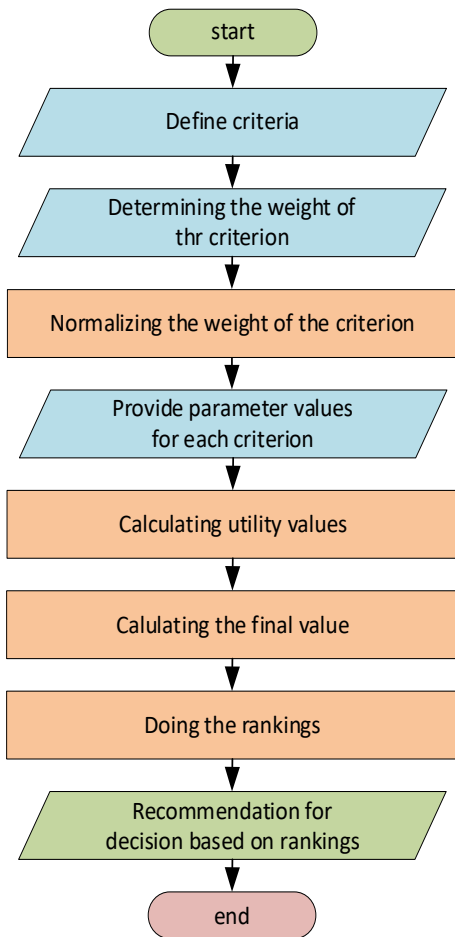 start
Define criteria
Determining the weight of
thr criterion
Normalizing the weight of the criterion
Provide parameter values
for each criterion
Calculating utility values
Calulating the final value
Doing the rankings
Recommendation for
decision based on rankings
end